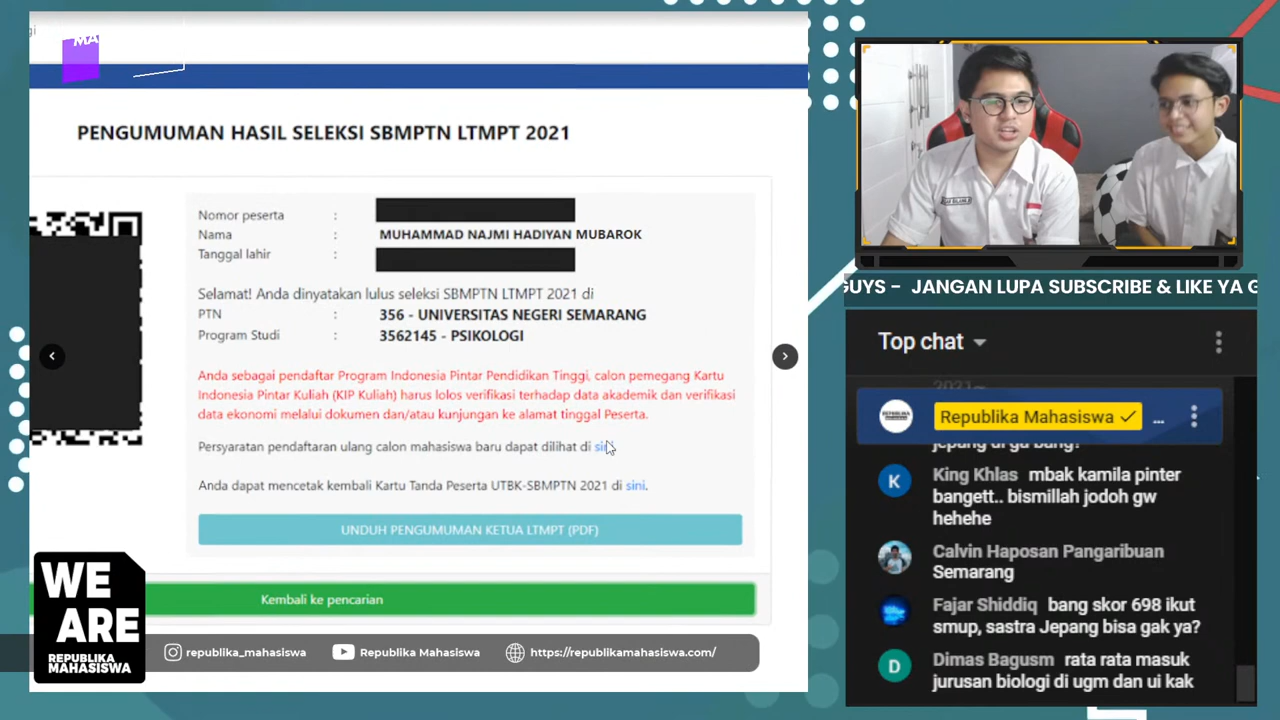 MA
PENGUMUMAN HASIL SELEKSI SBMPTN LTMPT 2021
Nomor peserta :
Nama : MUHAMMAD NAJMI HADIYAN MUBAROK
Tanggal lahir :
Selamat! Anda dinyatakan lulus seleksi SBMPTN LTMPT 2021 di
PTN : 356 - UNIVERSITAS NEGERI SEMARANG
Program Studi : 3562145 - PSIKOLOGI
Anda sebagai pendaftar Program Indonesia Pintar Pendidikan Tinggi, calon pemegang Kartu
Indonesia Pintar Kuliah (KIP Kuliah) harus lolos verifikasi terhadap data akademik dan verifikasi
data ekonomi melalui dokumen dan/atau kunjungan ke alamat tinggal Peserta.
Persyaratan pendaftaran ulang calon mahasiswa baru dapat dilihat di
Anda dapat mencetak kembali Kartu Tanda Peserta UTBK-SBMPTN 2021 di sini.
UNDUH PENGUMUMAN KETUA LTMPT (PDF)
Kembali ke pencarian
WE
ARE
REPUBLIKA
MAHASISWA
republika_mahasiswa
Republika Mahasiswa
https://republikamahasiswa.com/
GUYS - JANGAN LUPA SUBSCRIBE & LIKE YA G
Top chat
Republika Mahasiswa ...
jepang di ga bang?
K
King Khlas mbak kamila pinter
bangett.. bismillah jodoh gw
hehehe
Calvin Haposan Pangaribuan
Semarang
Fajar Shiddiq bang skor 698 ikut
smup, sastra Jepang bisa gak ya?
D
Dimas Bagusm rata rata masuk
jurusan biologi di ugm dan ui kak